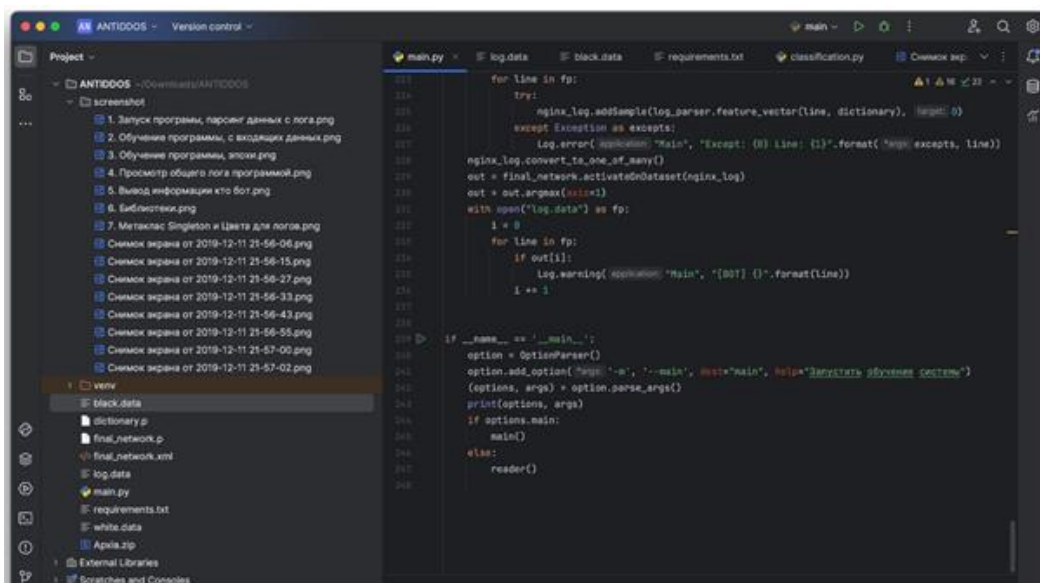 AN ANTIDDOS Version control main
Project
main.py log.data black.data requirements.txt classification.py Снимок экр
ANTIDDOS ~/Downloads/ANTIDDOS
screenshot
1. Запуск програмы, парсинг данных с лога.png
2. Обучение программы, с входящих данных.png
3. Обучение программы, эпохи.png
4. Просмотр общего лога программой.png
5. Вывод информации кто бот.png
6. Библиотеки.png
7. Метаклас Singleton и Цвета для логов.png
Снимок экрана от 2019-12-11 21-56-06.png
Снимок экрана от 2019-12-11 21-56-15.png
Снимок экрана от 2019-12-11 21-56-27.png
Снимок экрана от 2019-12-11 21-56-33.png
Снимок экрана от 2019-12-11 21-56-43.png
Снимок экрана от 2019-12-11 21-56-55.png
Снимок экрана от 2019-12-11 21-57-00.png
Снимок экрана от 2019-12-11 21-57-02.png
venv
black.data
dictionary.p
final_network.p
final_network.xml
log.data
main.py
requirements.txt
white.data
Архів.zip
External Libraries
Scratches and Consoles
for line in fp:
try:
nginx_log.addSample(log_parser.feature_vector(line, dictionary), target: 0)
except Exception as excepts:
Log.error( application: "Main", "Except: {0} Line: {1}".format( *args: excepts, line))
nginx_log.convert_to_one_of_many()
out = final_network.activateOnDataset(nginx_log)
out = out.argmax(axis=1)
with open("log.data") as fp:
i = 0
for line in fp:
if out[i]:
Log.warning( application: "Main", "[BOT] {}".format(line))
i += 1
if __name__ == '__main__':
option = OptionParser()
option.add_option( *args: '-m', '--main', dest="main", help="Запустить обучение системы")
(options, args) = option.parse_args()
print(options, args)
if options.main:
main()
else:
reader()